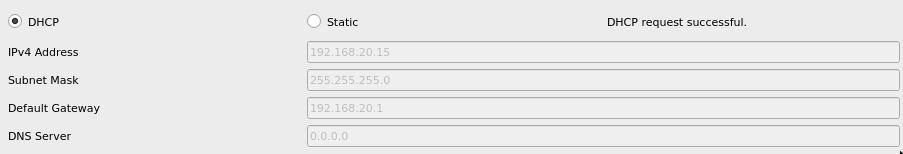 DHCP Static DHCP request successful.
IPv4 Address 192.168.20.15
Subnet Mask 255.255.255.0
Default Gateway 192.168.20.1
DNS Server 0.0.0.0